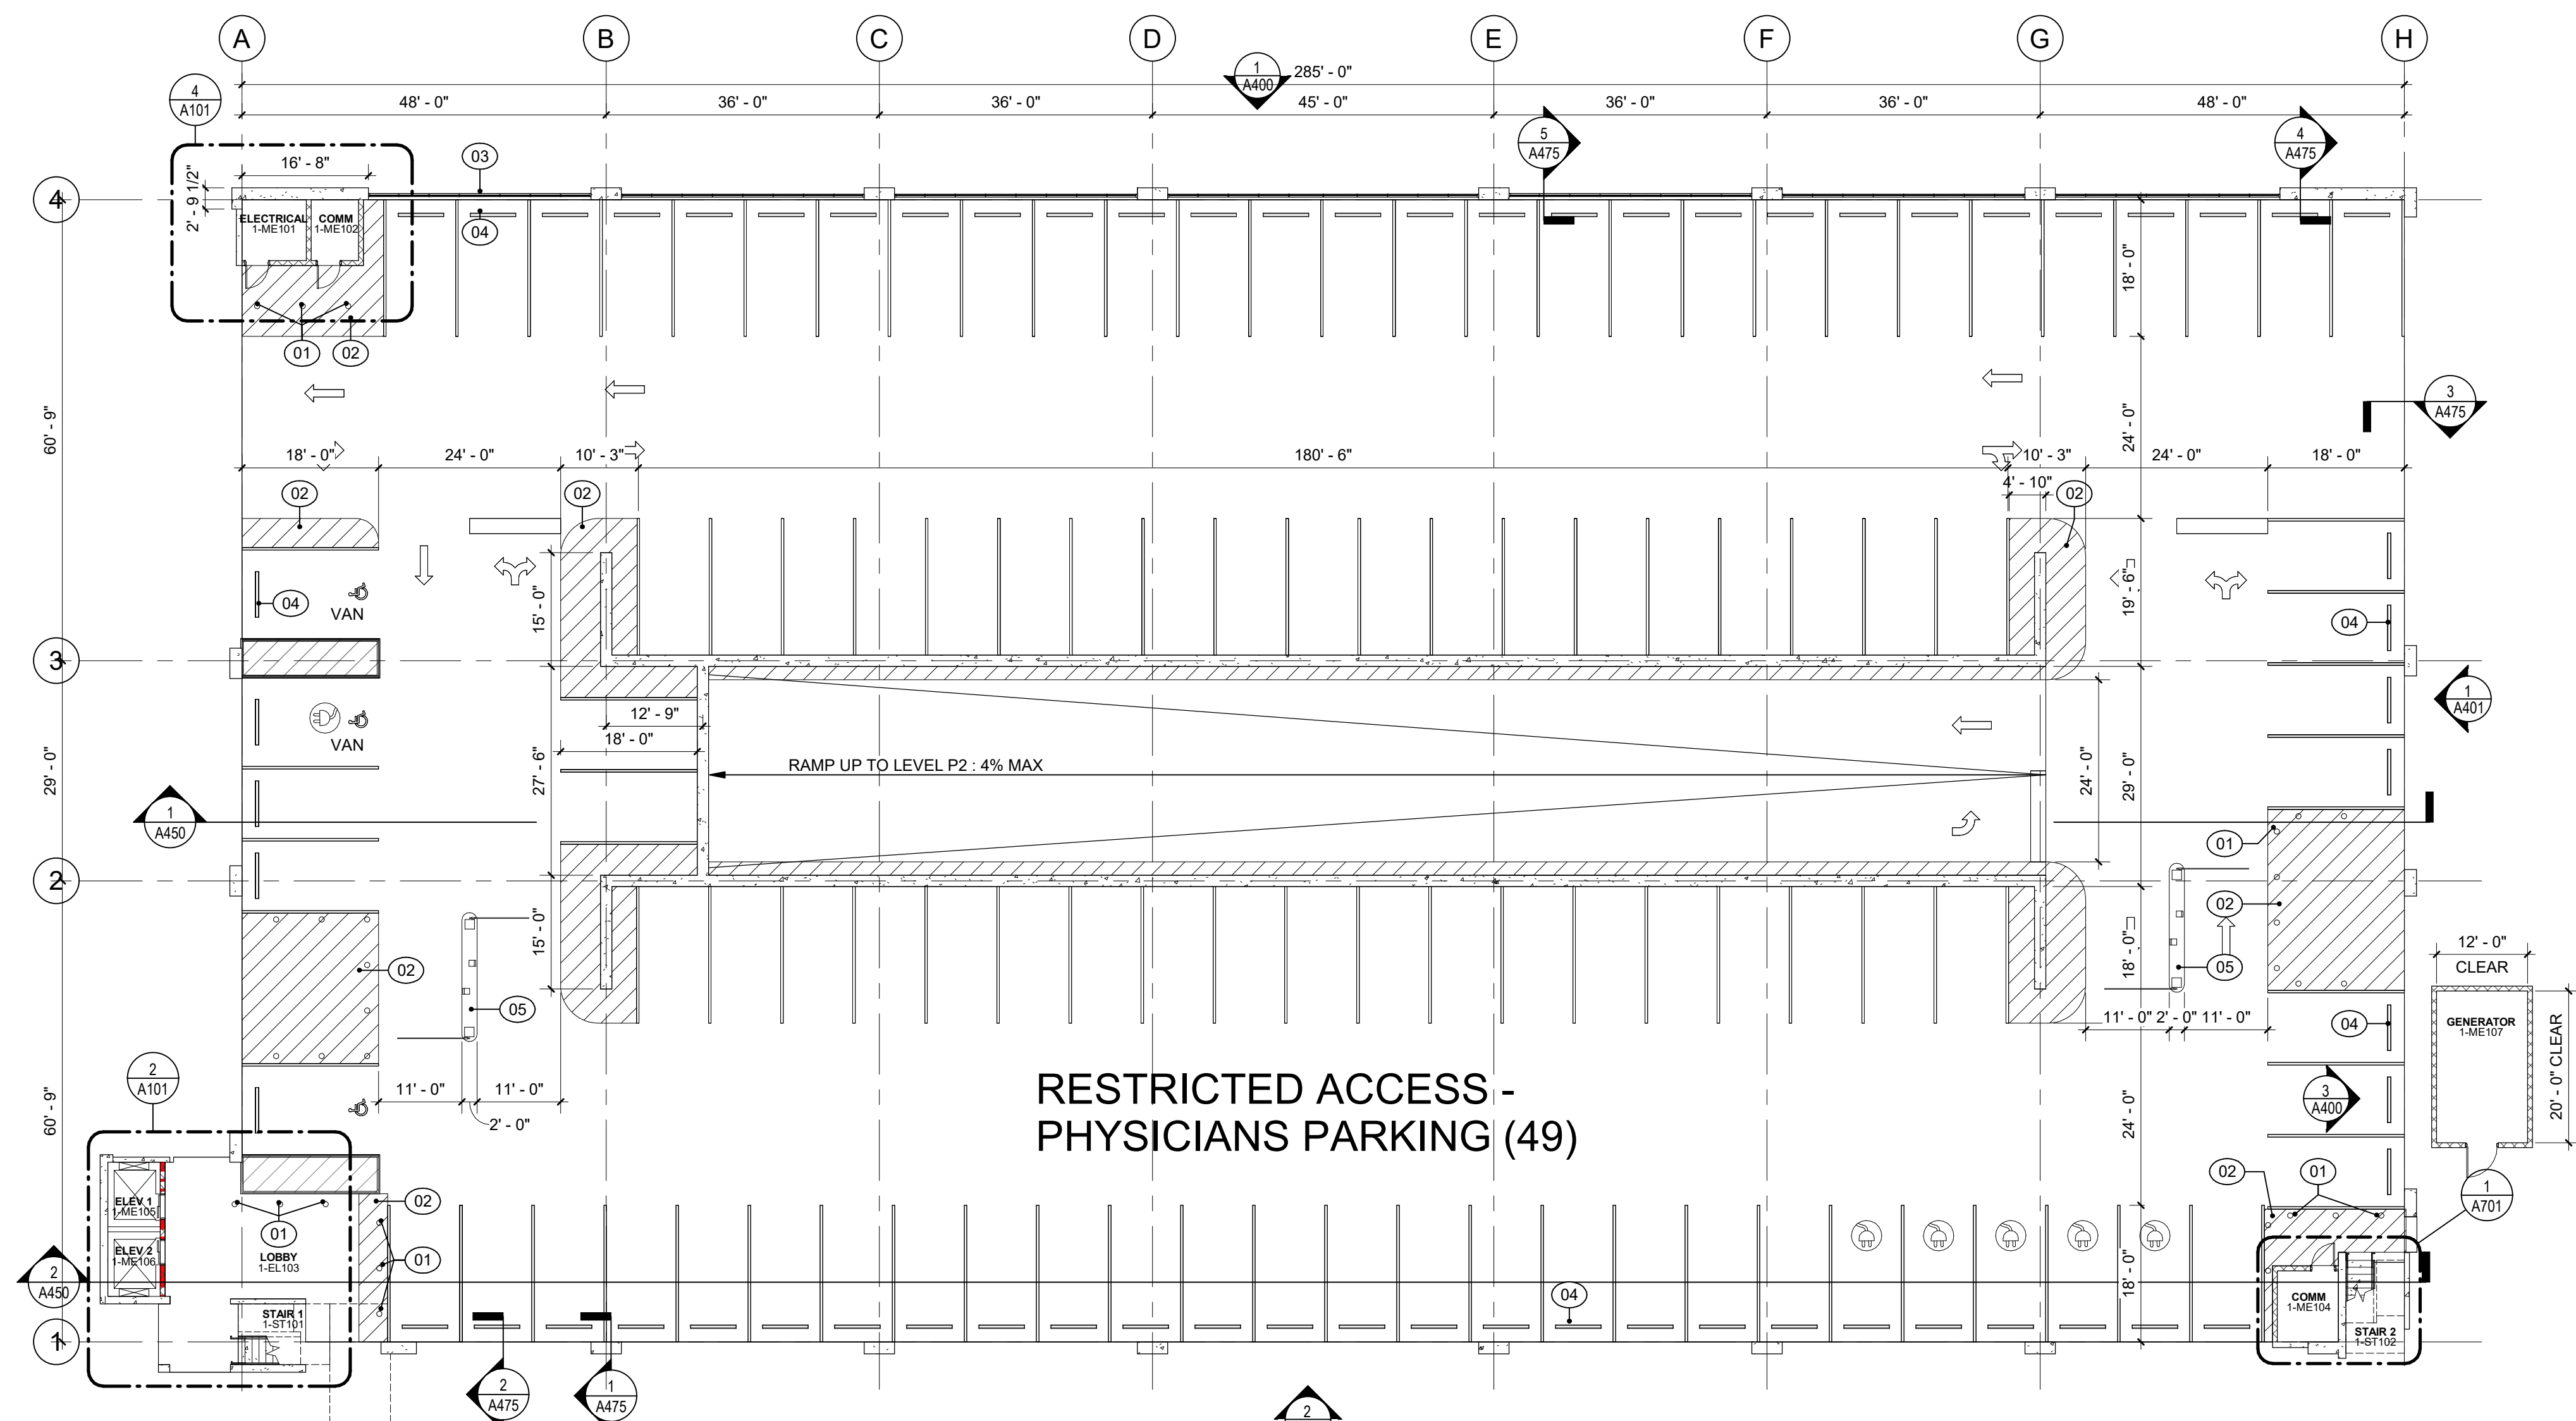 A
B
C
D
E
F
G
H
1
A400
285' - 0"
4
A101
48' - 0"
36' - 0"
36' - 0"
45' - 0"
36' - 0"
36' - 0"
48' - 0"
5
A475
4
A475
16' - 8"
03
2' - 9 1/2"
4
ELECTRICAL
1-ME101
COMM
1-ME102
04
18' - 0"
01
02
3
A475
60' - 9"
24' - 0"
18' - 0"
24' - 0"
10' - 3"
180' - 6"
10' - 3"
24' - 0"
18' - 0"
4' - 10"
02
02
02
15' - 0"
19' - 6"
04
VAN
04
3
1
A401
12' - 9"
18' - 0"
VAN
29' - 0"
27' - 6"
RAMP UP TO LEVEL P2 : 4% MAX
24' - 0"
29' - 0"
1
A450
01
2
02
15' - 0"
18' - 0"
02
05
05
12' - 0"
CLEAR
11' - 0"
2' - 0"
11' - 0"
04
GENERATOR
1-ME107
20' - 0" CLEAR
2
A101
11' - 0"
11' - 0"
2' - 0"
60' - 9"
RESTRICTED ACCESS -
PHYSICIANS PARKING (49)
24' - 0"
3
A400
02
01
1
A701
ELEV 1
1-ME105
02
01
ELEV 2
1-ME106
LOBBY
1-EL103
01
2
A450
18' - 0"
04
COMM
1-ME104
STAIR 1
1-ST101
STAIR 2
1-ST102
1
2
A475
1
A475
2